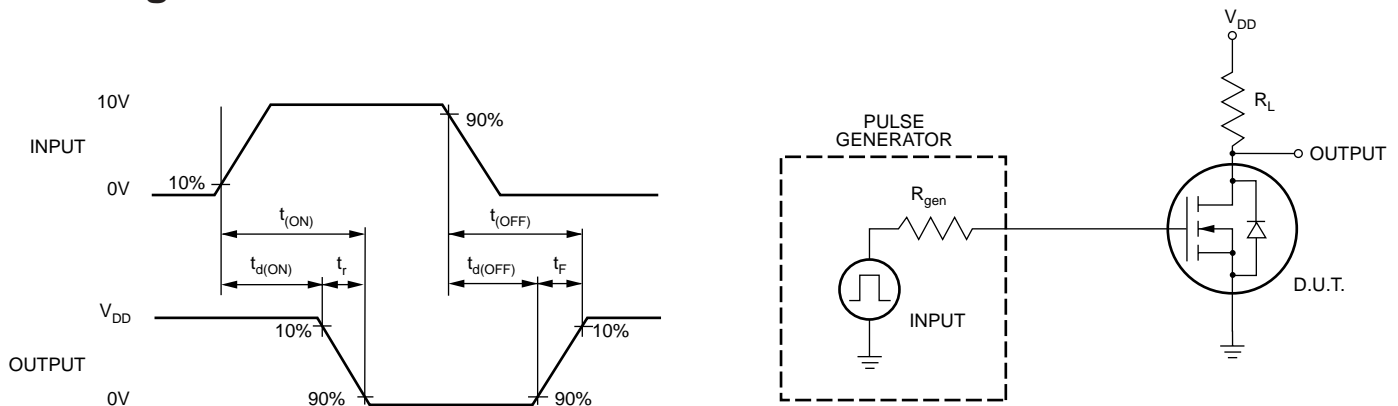 10V
INPUT
0V
10%
90%
t(ON)
t(OFF)
td(ON)
tr
td(OFF)
tF
VDD
OUTPUT
0V
10%
90%
10%
90%
PULSE
GENERATOR
Rgen
INPUT
VDD
RL
OUTPUT
D.U.T.